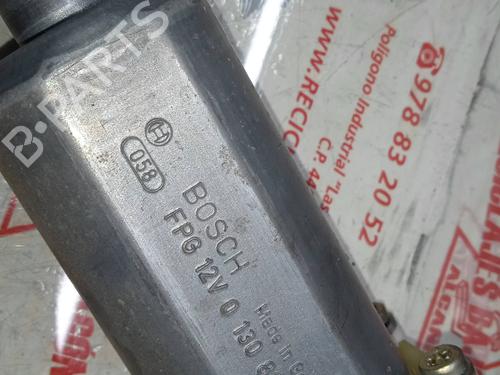 058
BOSCH
FPG 12V 0 130 8
Made in
B-PARTS
WWW.RECIC
Polígono Industrial "Las
C.P. 44
978 83 20 52